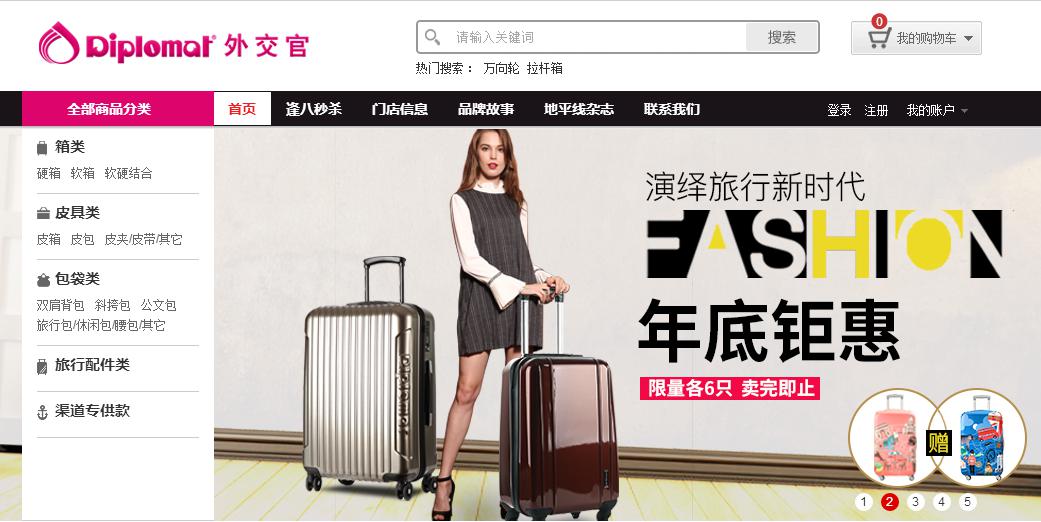 Diplomat 外交官
请输入关键词
搜索
0
我的购物车
热门搜索： 万向轮 拉杆箱
全部商品分类
首页 逢八秒杀 门店信息 品牌故事 地平线杂志 联系我们
登录 注册 我的账户
箱类
硬箱 软箱 软硬结合
皮具类
皮箱 皮包 皮夹/皮带/其它
包袋类
双肩背包 斜挎包 公文包
旅行包/休闲包/腰包/其它
旅行配件类
渠道专供款
演绎旅行新时代
FASHION
年底钜惠
限量各6只 卖完即止
Diplomat
赠
1 2 3 4 5